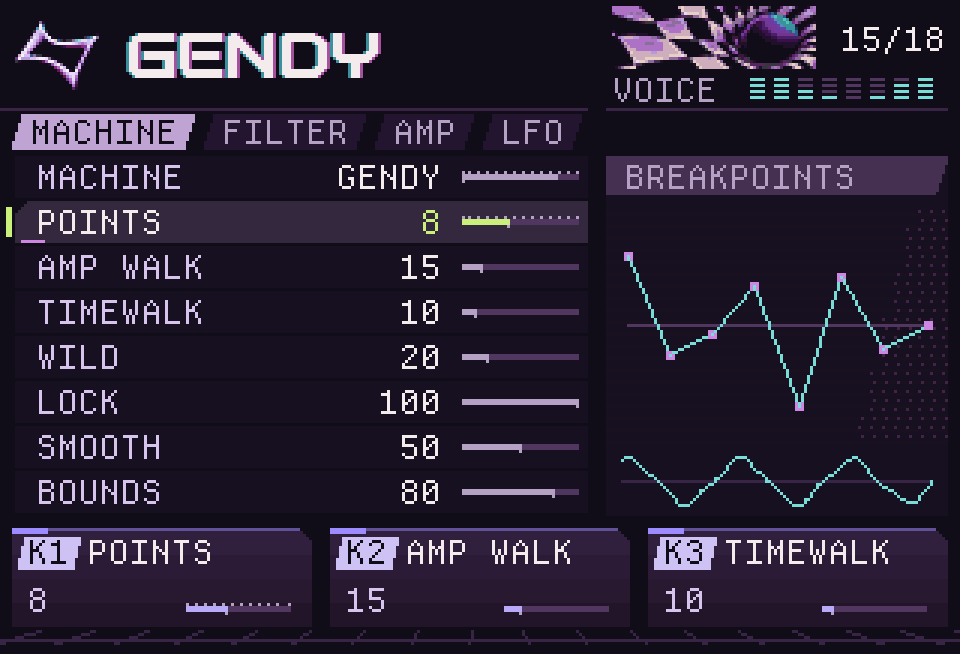 GENDY
15/18
VOICE
MACHINE FILTER AMP LFO
MACHINE GENDY
POINTS 8
AMP WALK 15
TIMEWALK 10
WILD 20
LOCK 100
SMOOTH 50
BOUNDS 80
BREAKPOINTS
K1 POINTS
8
K2 AMP WALK
15
K3 TIMEWALK
10